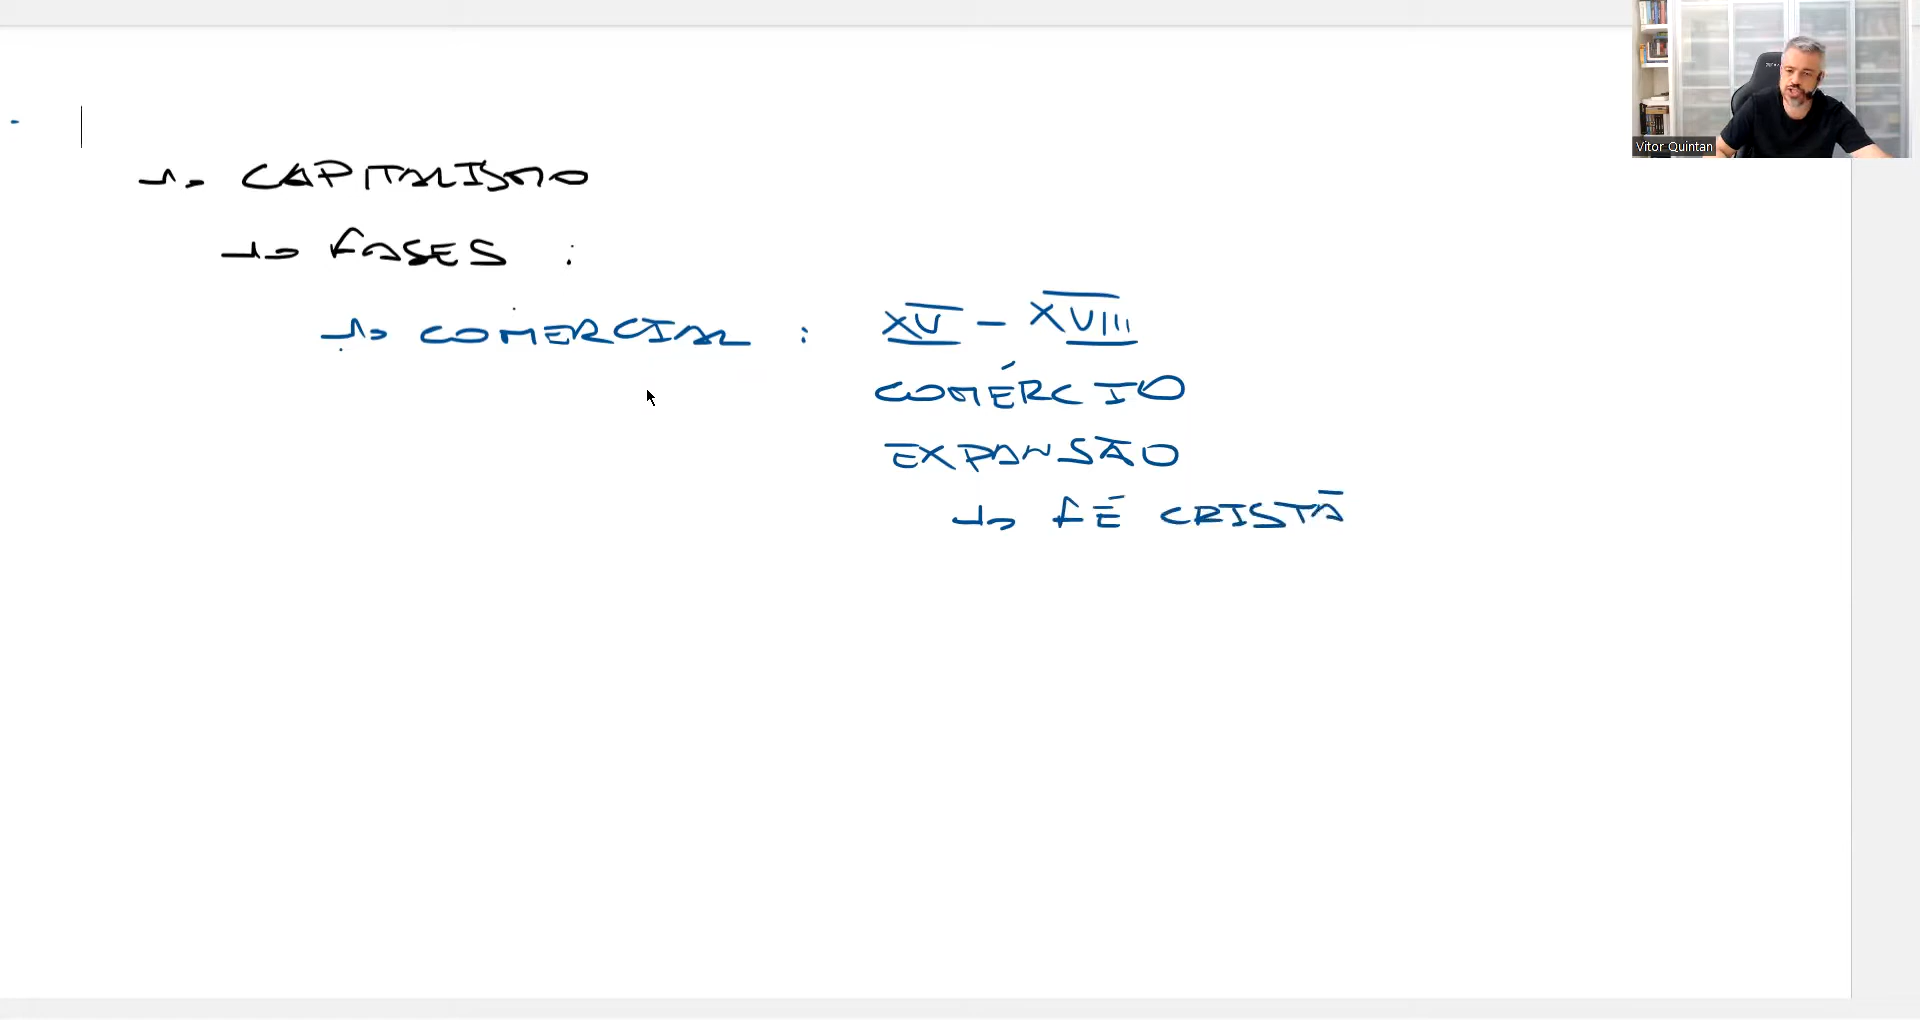 Vitor Quintan
→ CAPITALISMO
→ FASES :
→ COMERCIAL : XV - XVIII
COMÉRCIO
EXPANSÃO
→ FÉ CRISTÃ